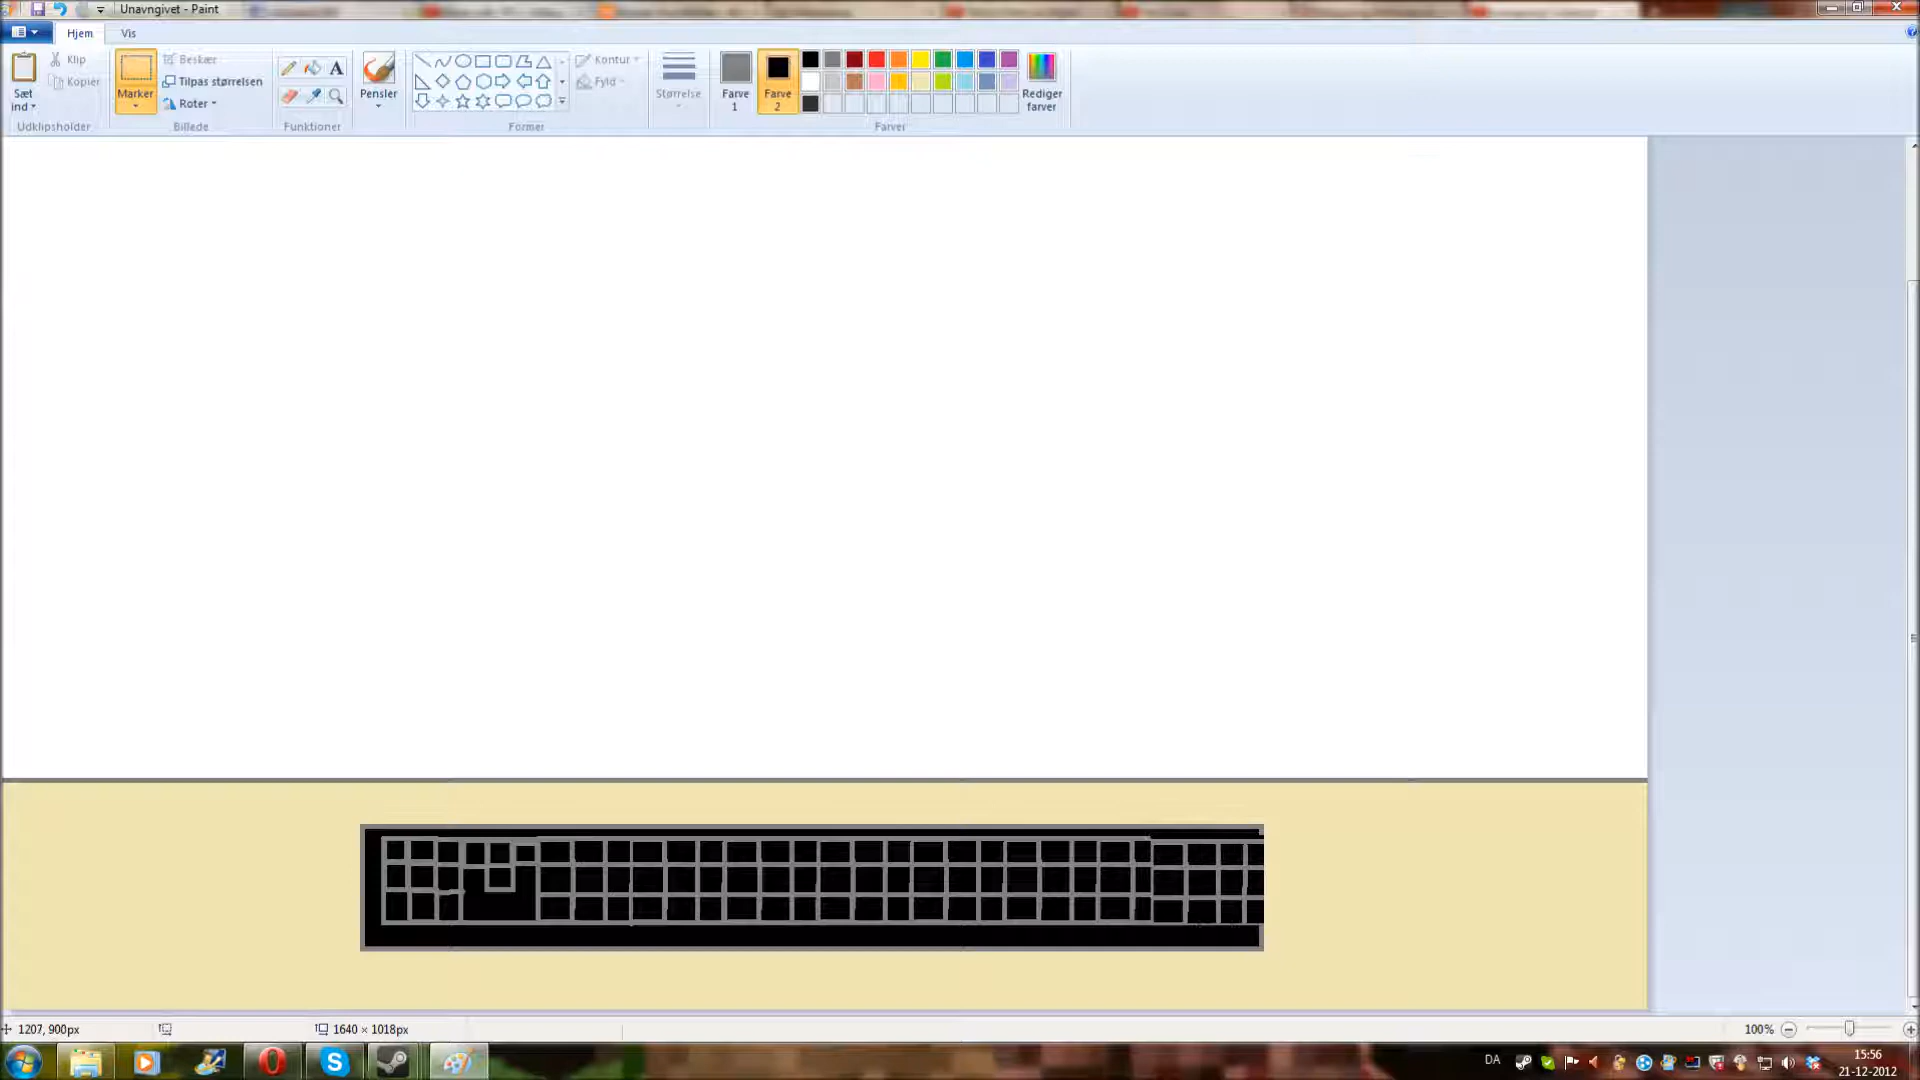 Unavngivet - Paint
Hjem
Vis
Sæt
ind
Klip
Kopier
Udklipsholder
Marker
Beskær
Tilpas størrelsen
Roter
Billede
A
Funktioner
Pensler
Kontur
Fyld
Former
Størrelse
Farve
1
Farve
2
Rediger
farver
Farver
1207, 900px
1640 × 1018px
100%
DA
15:56
21-12-2012